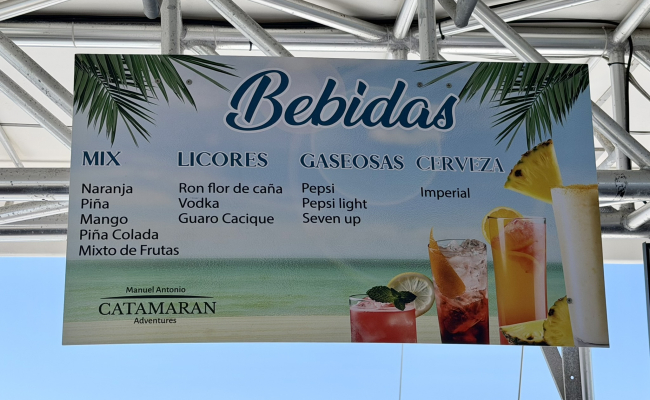 Bebidas
MIX
Naranja
Piña
Mango
Piña Colada
Mixto de Frutas
LICORES
Ron flor de caña
Vodka
Guaro Cacique
GASEOSAS
Pepsi
Pepsi light
Seven up
CERVEZA
Imperial
Manuel Antonio
CATAMARAN
Adventures